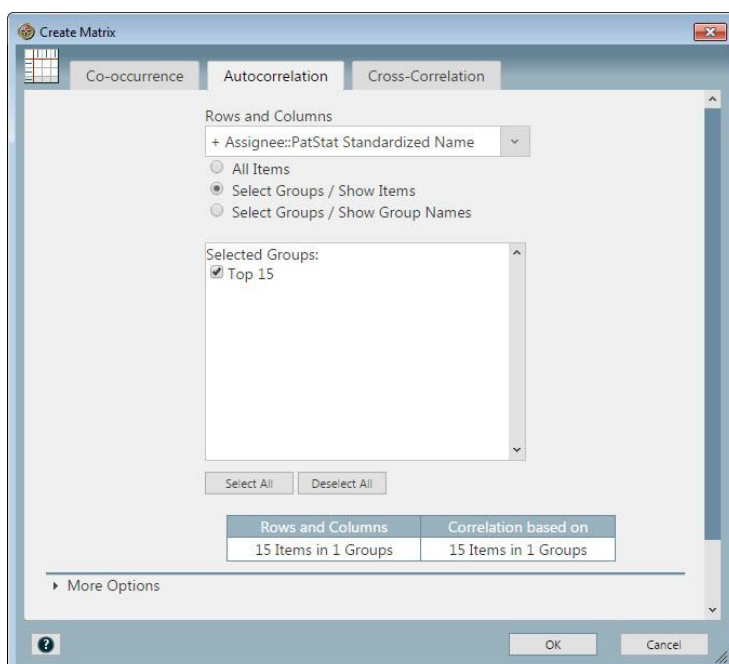 Create Matrix
Co-occurrence Autocorrelation Cross-Correlation
Rows and Columns
+ Assignee::PatStat Standardized Name
All Items
Select Groups / Show Items
Select Groups / Show Group Names
Selected Groups:
Top 15
Select All Deselect All
Rows and Columns Correlation based on
15 Items in 1 Groups 15 Items in 1 Groups
More Options
? OK Cancel